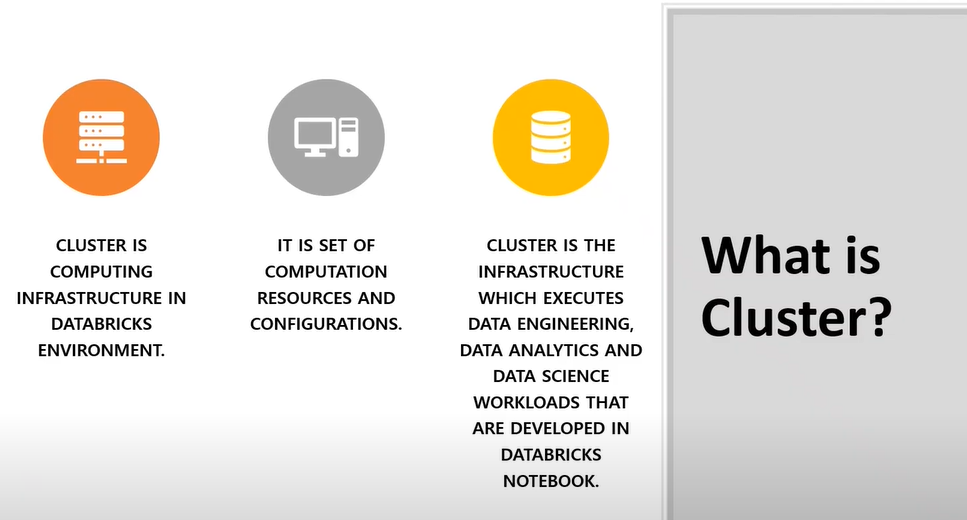 CLUSTER IS
COMPUTING
INFRASTRUCTURE IN
DATABRICKS
ENVIRONMENT.
IT IS SET OF
COMPUTATION
RESOURCES AND
CONFIGURATIONS.
CLUSTER IS THE
INFRASTRUCTURE
WHICH EXECUTES
DATA ENGINEERING,
DATA ANALYTICS AND
DATA SCIENCE
WORKLOADS THAT
ARE DEVELOPED IN
DATABRICKS
NOTEBOOK.
What is
Cluster?